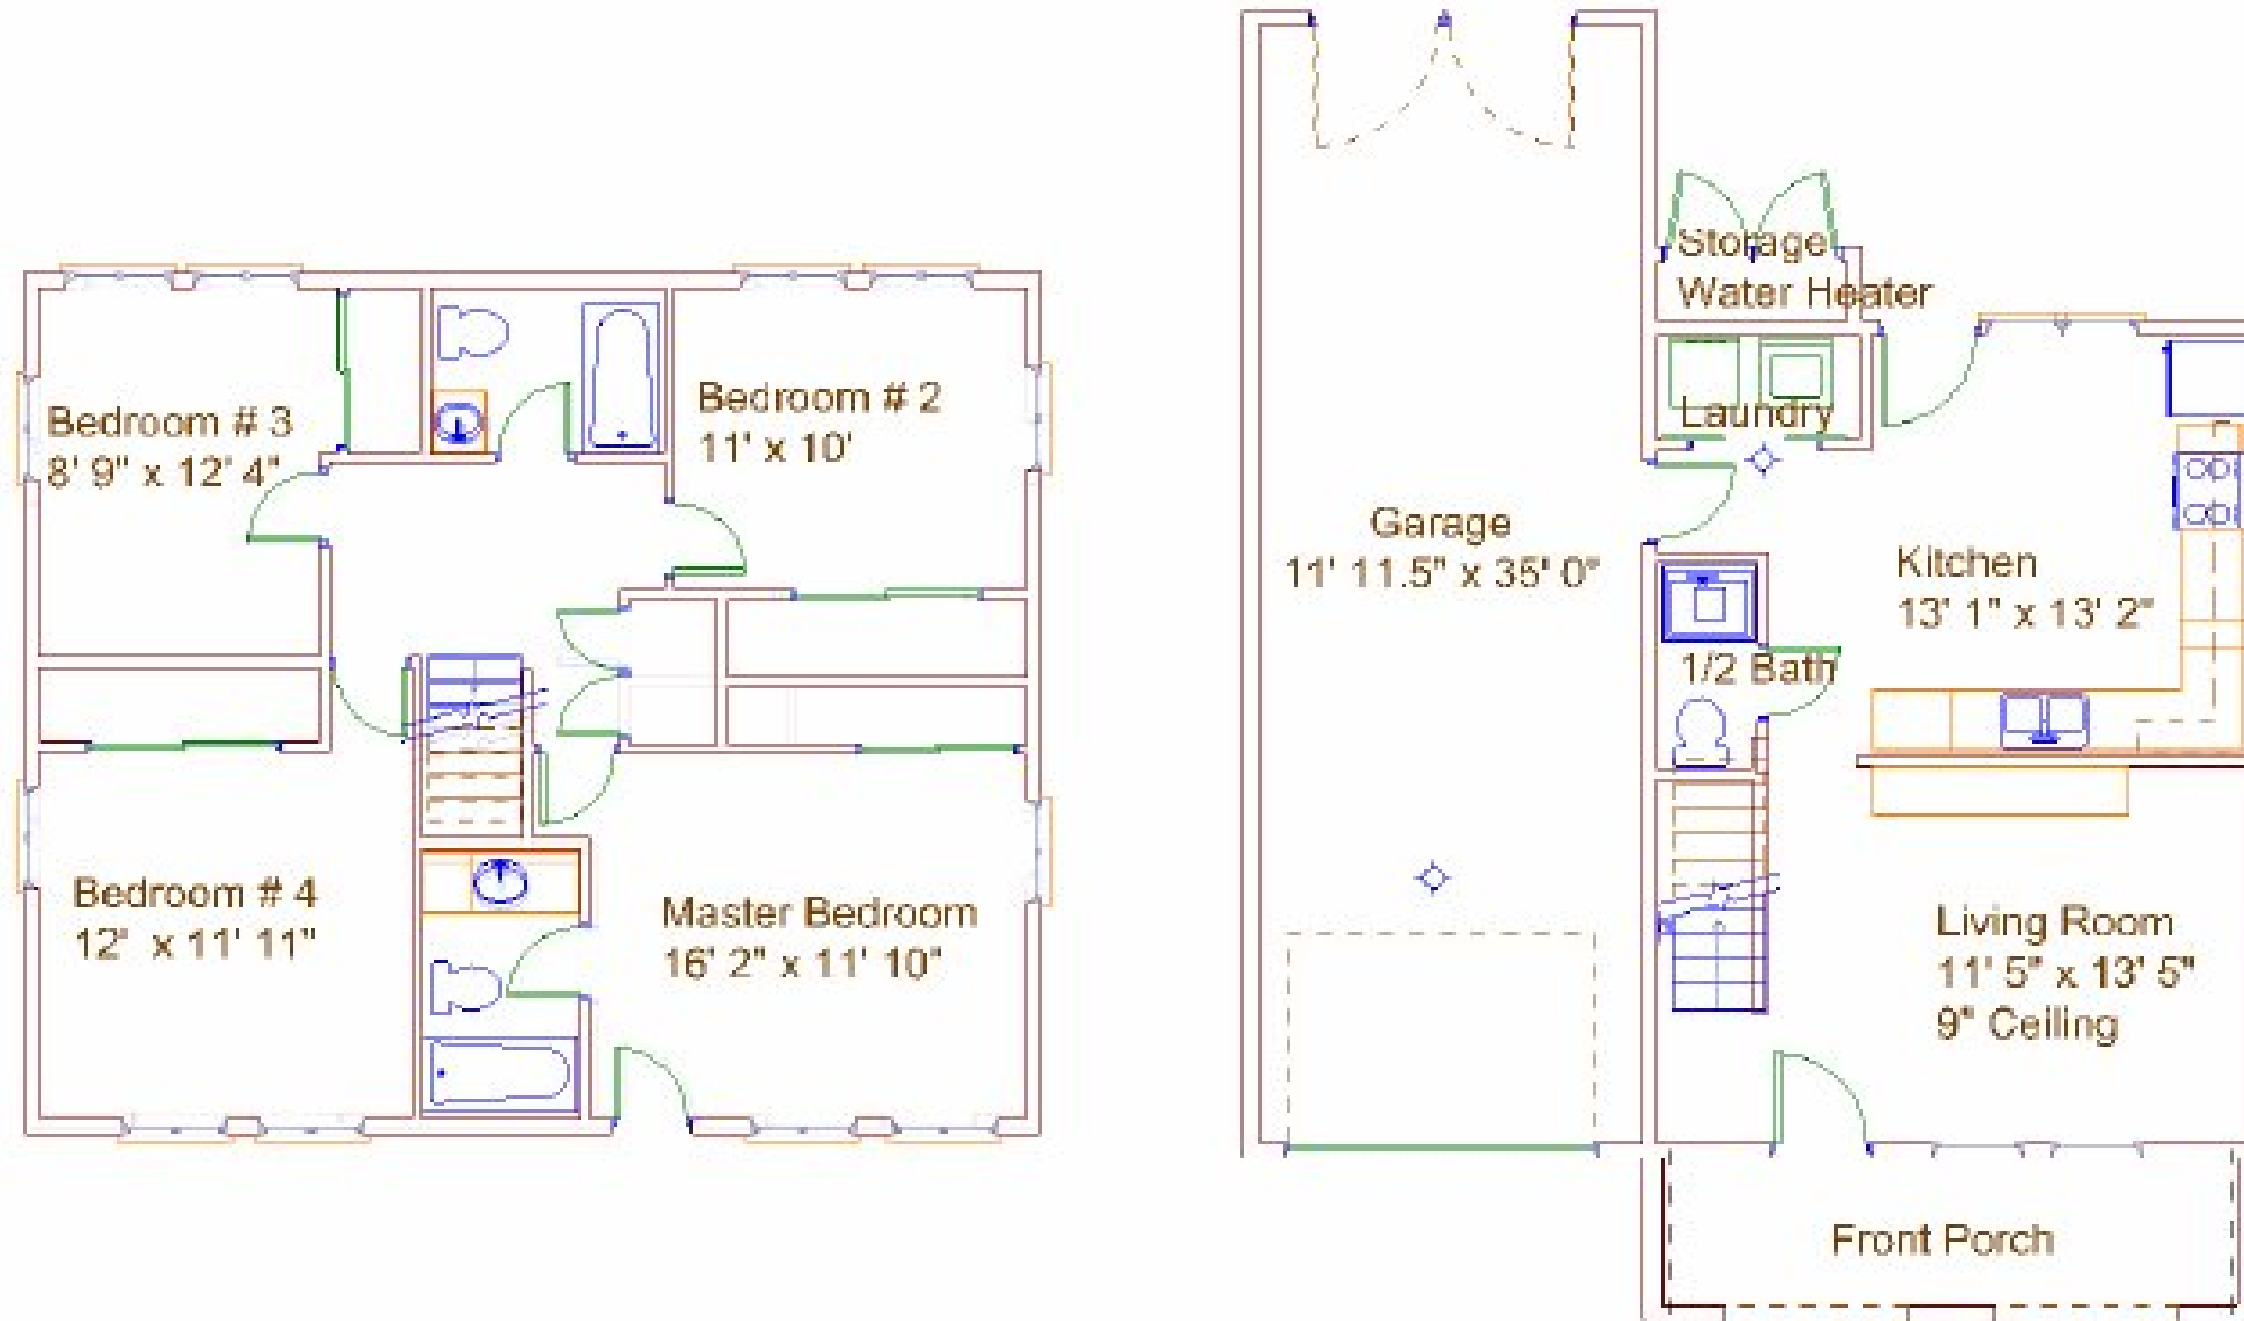 Bedroom # 3
8' 9" x 12' 4"
Bedroom # 2
11' x 10'
Bedroom # 4
12'  x 11' 11"
Master Bedroom
16' 2" x 11' 10"
Storage
Water Heater
Laundry
Garage
11' 11.5" x 35' 0"
Kitchen
13' 1" x 13' 2"
1/2 Bath
Living Room
11' 5" x 13' 5"
9" Ceiling
Front Porch